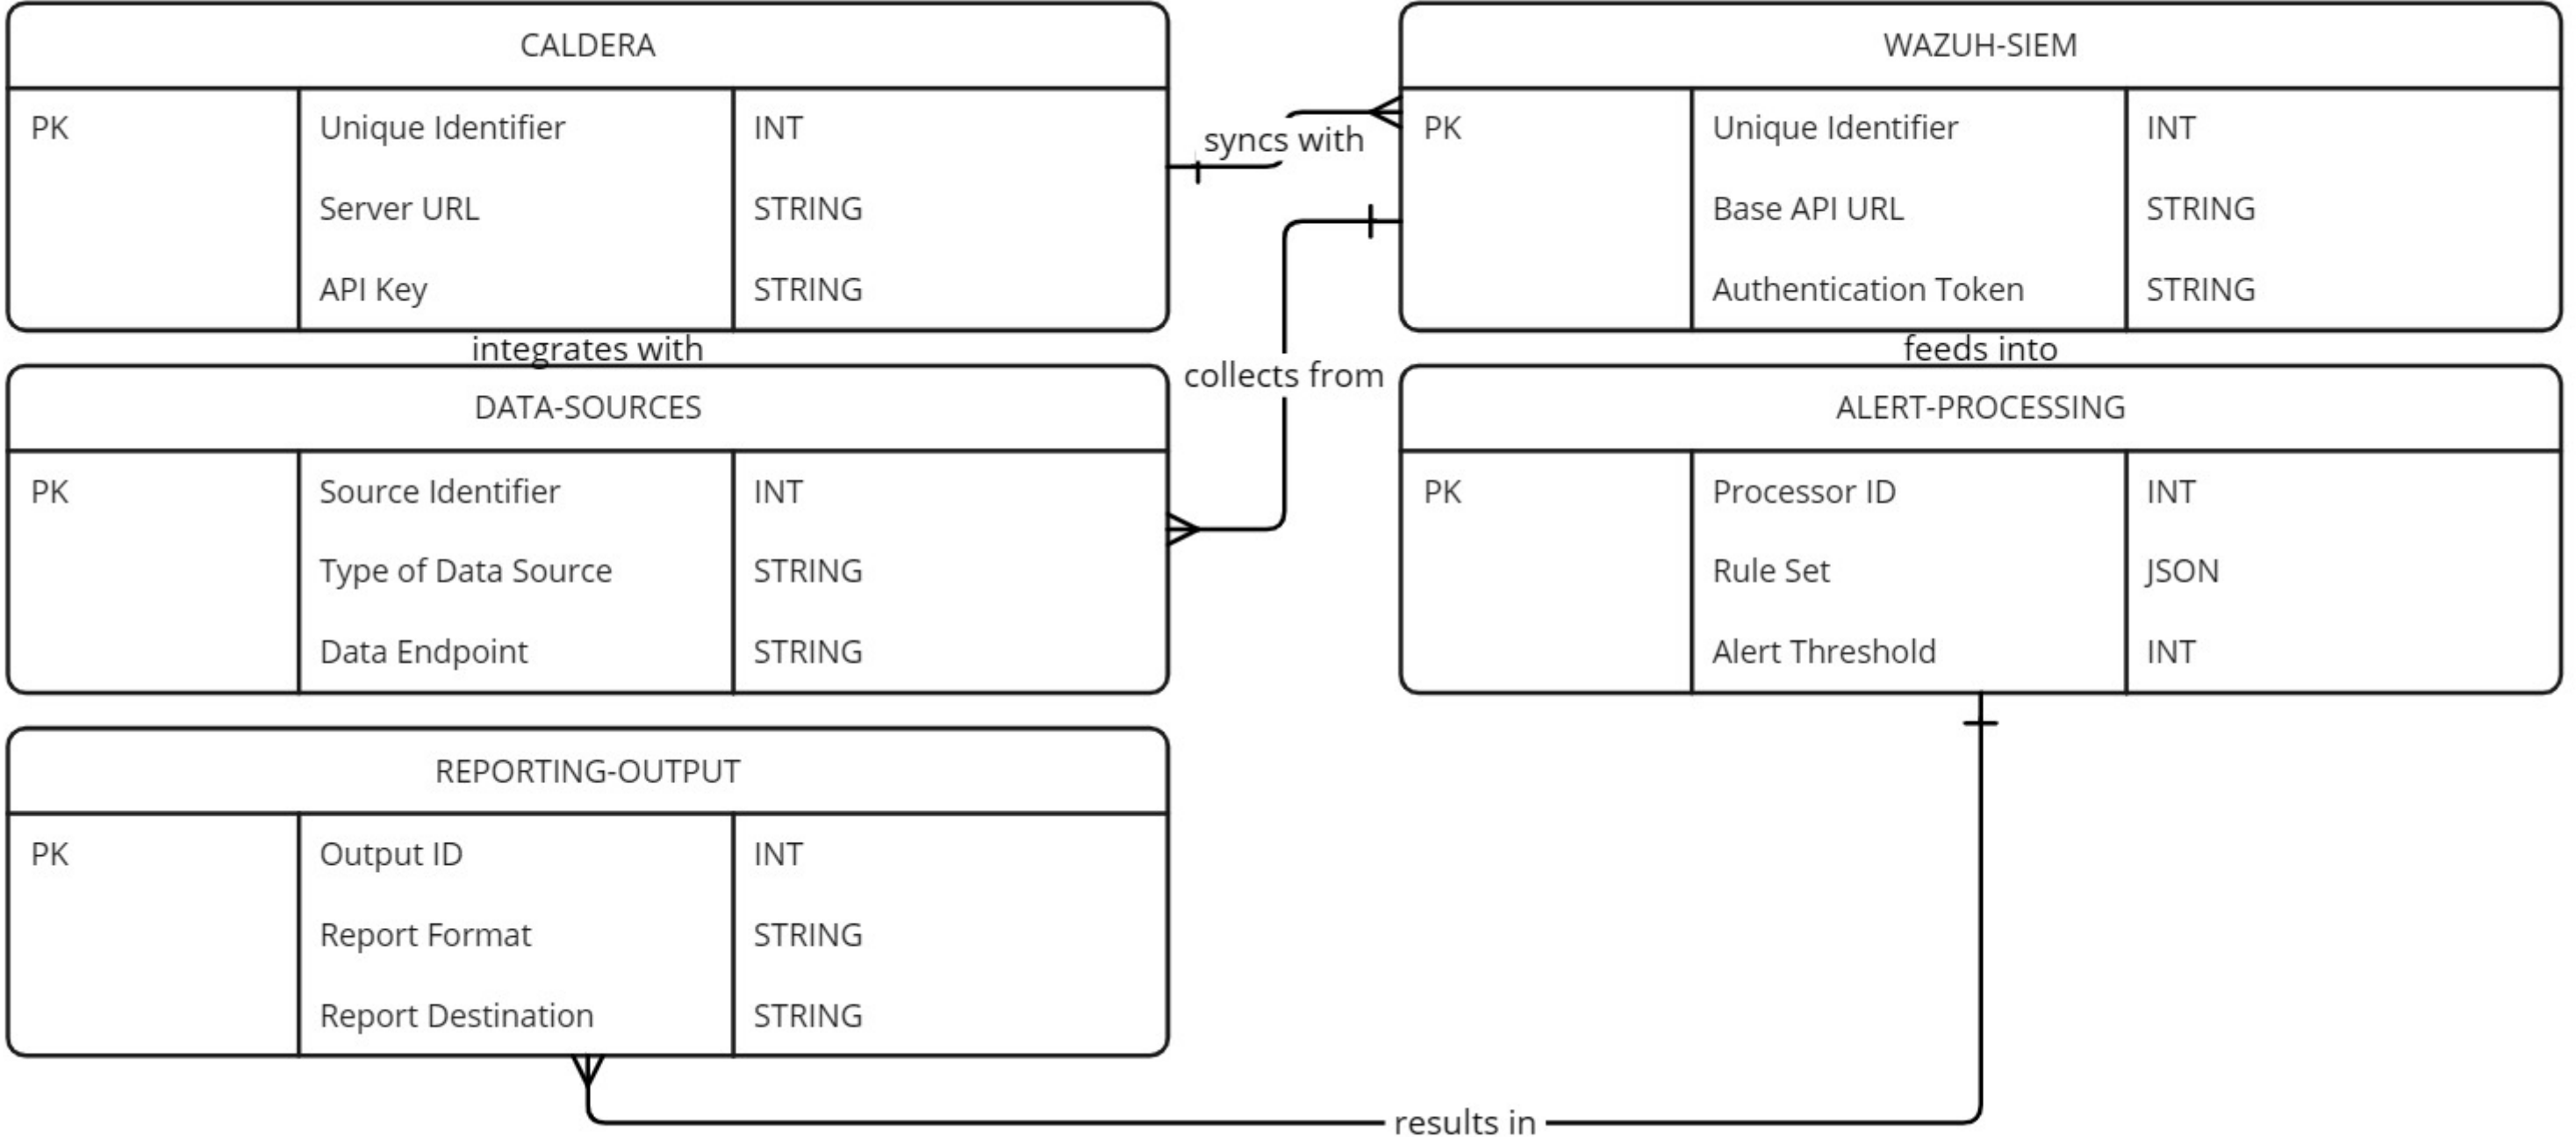 CALDERA
PK Unique Identifier INT
Server URL STRING
API Key STRING
syncs with
WAZUH-SIEM
PK Unique Identifier INT
Base API URL STRING
Authentication Token STRING
integrates with
collects from
feeds into
DATA-SOURCES
PK Source Identifier INT
Type of Data Source STRING
Data Endpoint STRING
ALERT-PROCESSING
PK Processor ID INT
Rule Set JSON
Alert Threshold INT
REPORTING-OUTPUT
PK Output ID INT
Report Format STRING
Report Destination STRING
results in